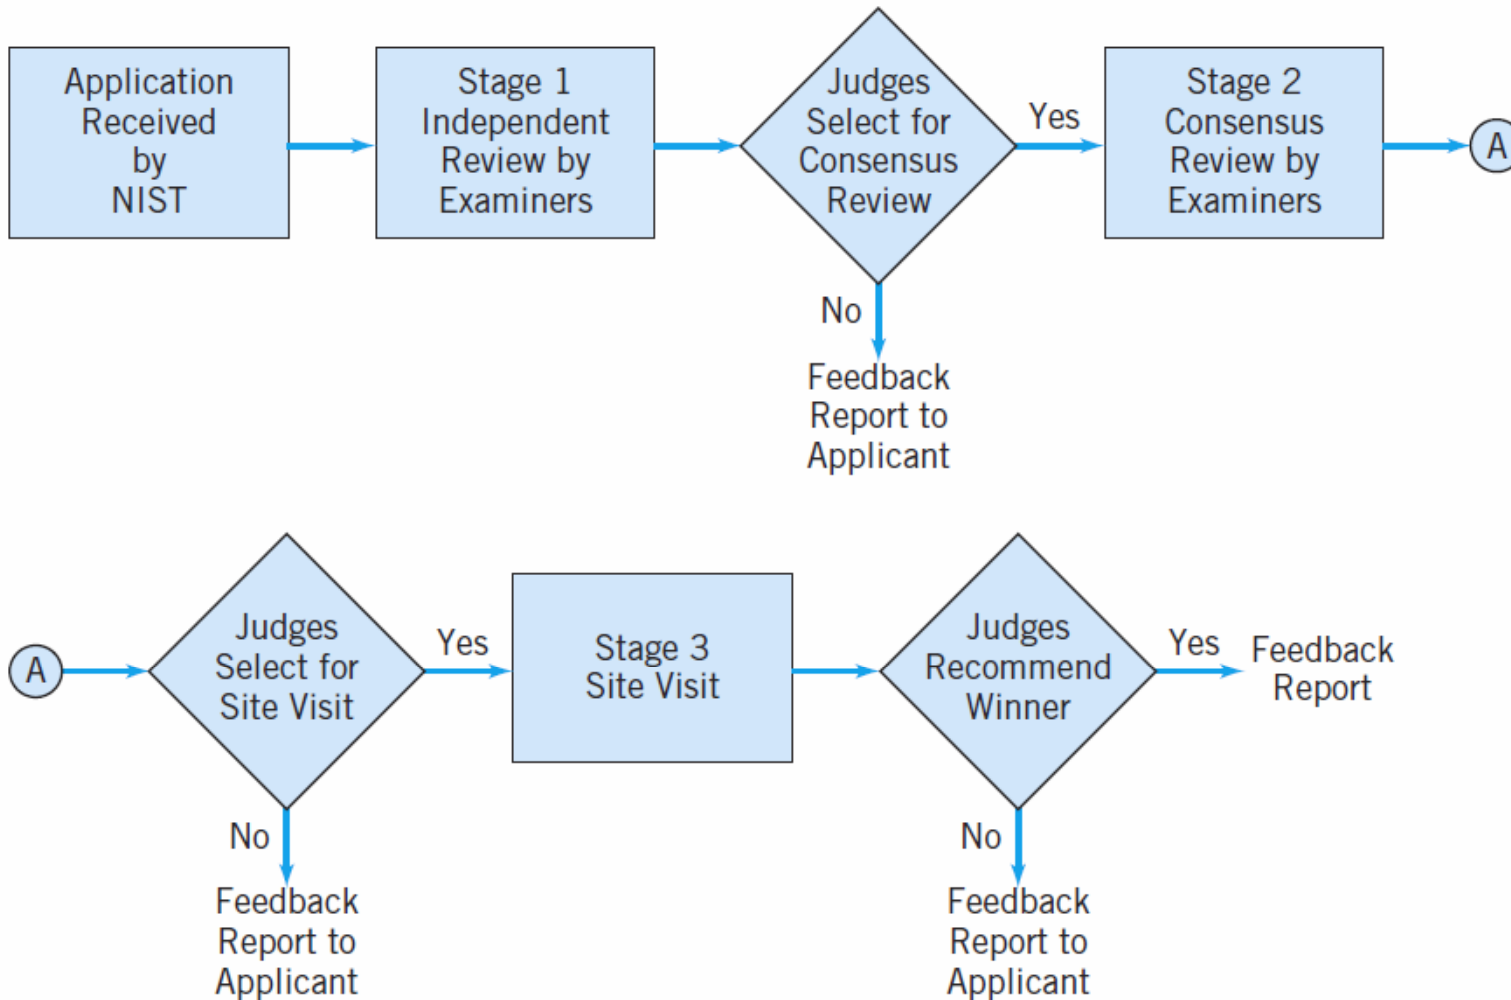 Application
Received
by
NIST
Stage 1
Independent
Review by
Examiners
Judges
Select for
Consensus
Review
Yes
Stage 2
Consensus
Review by
Examiners
A
No
Feedback
Report to
Applicant
A
Judges
Select for
Site Visit
Yes
Stage 3
Site Visit
Judges
Recommend
Winner
Yes
Feedback
Report
No
Feedback
Report to
Applicant
No
Feedback
Report to
Applicant